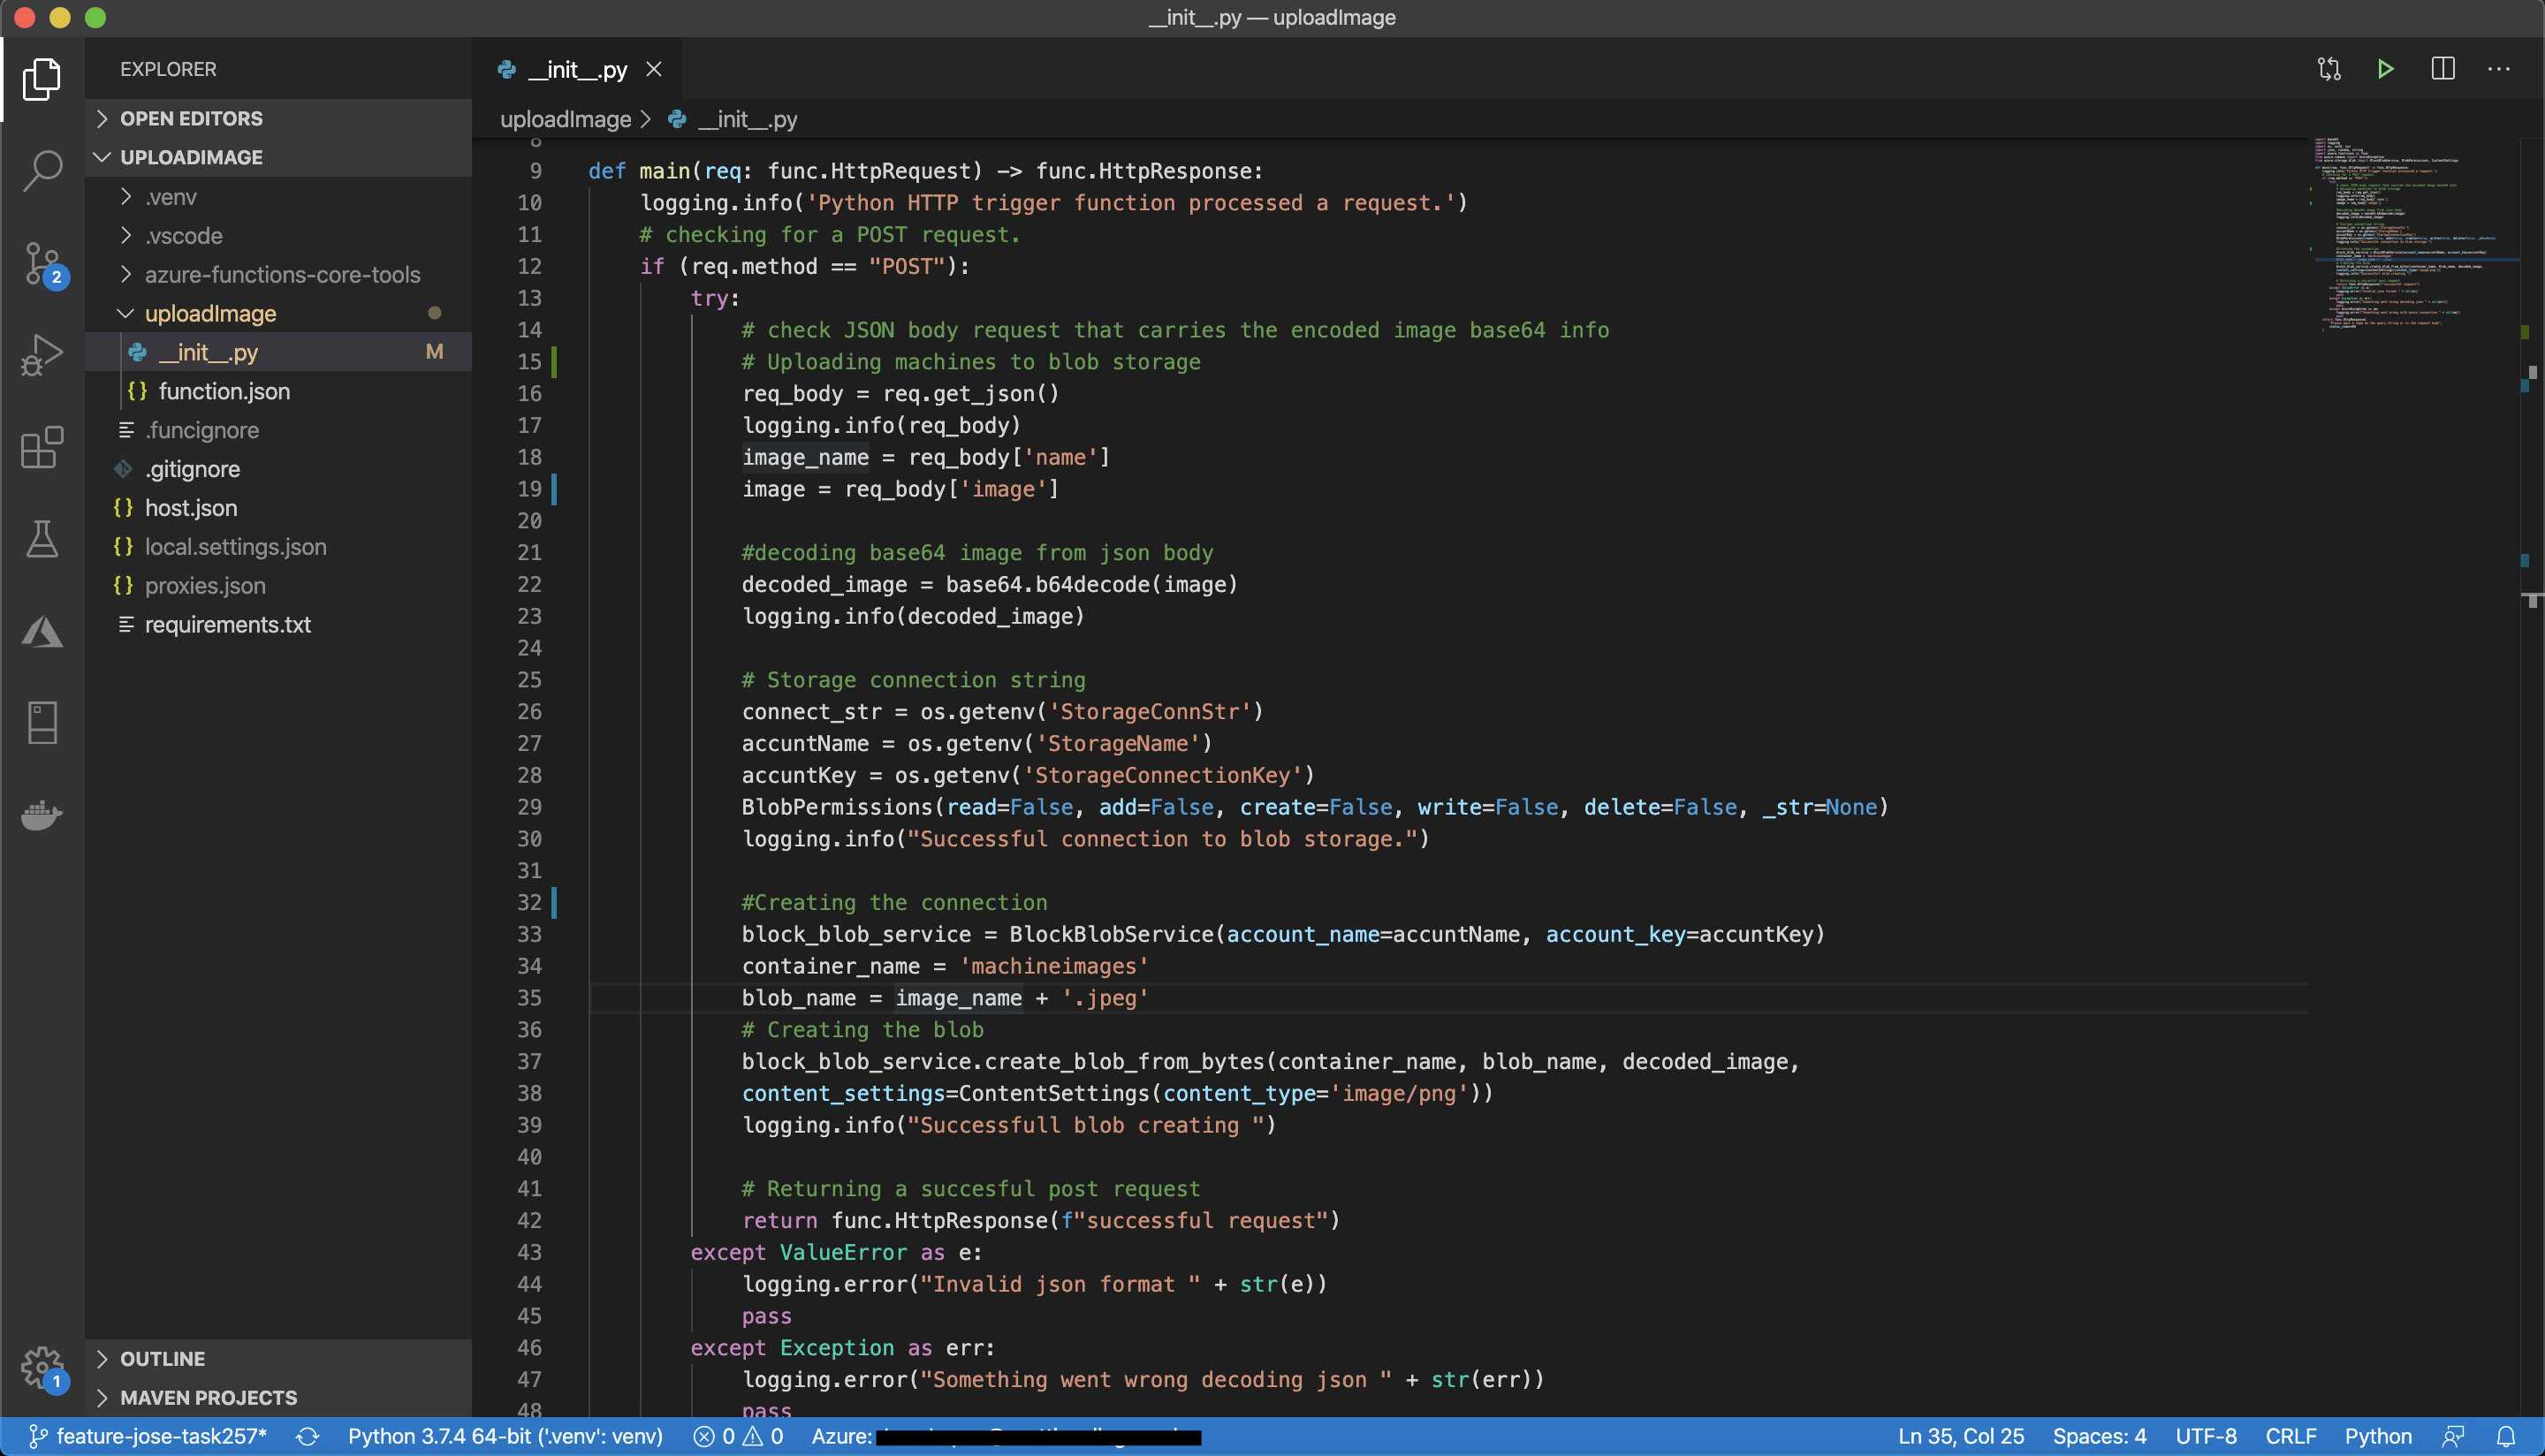 __init__.py — uploadImage
EXPLORER
OPEN EDITORS
UPLOADIMAGE
.venv
.vscode
azure-functions-core-tools
uploadImage
__init__.py M
function.json
.funcignore
.gitignore
host.json
local.settings.json
proxies.json
requirements.txt
OUTLINE
MAVEN PROJECTS
2
1
__init__.py
uploadImage > __init__.py
8
9 def main(req: func.HttpRequest) -> func.HttpResponse:
10 logging.info('Python HTTP trigger function processed a request.')
11 # checking for a POST request.
12 if (req.method == "POST"):
13 try:
14 # check JSON body request that carries the encoded image base64 info
15 # Uploading machines to blob storage
16 req_body = req.get_json()
17 logging.info(req_body)
18 image_name = req_body['name']
19 image = req_body['image']
20
21 #decoding base64 image from json body
22 decoded_image = base64.b64decode(image)
23 logging.info(decoded_image)
24
25 # Storage connection string
26 connect_str = os.getenv('StorageConnStr')
27 accuntName = os.getenv('StorageName')
28 accuntKey = os.getenv('StorageConnectionKey')
29 BlobPermissions(read=False, add=False, create=False, write=False, delete=False, _str=None)
30 logging.info("Successful connection to blob storage.")
31
32 #Creating the connection
33 block_blob_service = BlockBlobService(account_name=accuntName, account_key=accuntKey)
34 container_name = 'machineimages'
35 blob_name = image_name + '.jpeg'
36 # Creating the blob
37 block_blob_service.create_blob_from_bytes(container_name, blob_name, decoded_image,
38 content_settings=ContentSettings(content_type='image/png'))
39 logging.info("Successfull blob creating ")
40
41 # Returning a succesful post request
42 return func.HttpResponse(f"successful request")
43 except ValueError as e:
44 logging.error("Invalid json format " + str(e))
45 pass
46 except Exception as err:
47 logging.error("Something went wrong decoding json " + str(err))
48 pass
feature-jose-task257* Python 3.7.4 64-bit ('.venv': venv) 0 0 Azure: Ln 35, Col 25 Spaces: 4 UTF-8 CRLF Python